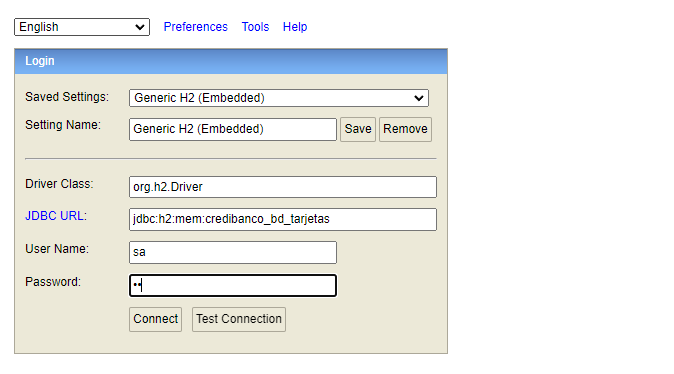 English Preferences Tools Help
Login
Saved Settings: Generic H2 (Embedded)
Setting Name: Generic H2 (Embedded) Save Remove
Driver Class: org.h2.Driver
JDBC URL: jdbc:h2:mem:credibanco_bd_tarjetas
User Name: sa
Password: ••
Connect Test Connection